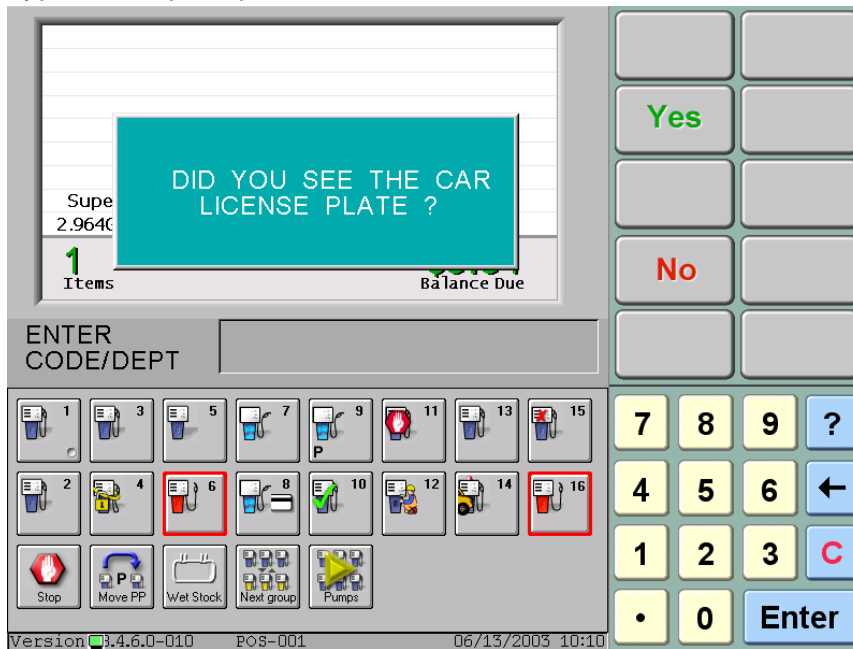 DID YOU SEE THE CAR
LICENSE PLATE ?
Supe
2.964G
1
Items
Balance Due
ENTER
CODE/DEPT
Yes
No
1 3 5 7 9 11 13 15
P
2 4 6 8 10 12 14 16
P
Stop Move PP Wet Stock Next group Pumps
7 8 9 ?
4 5 6 ←
1 2 3 C
• 0 Enter
POS-001 06/13/2003 10:10